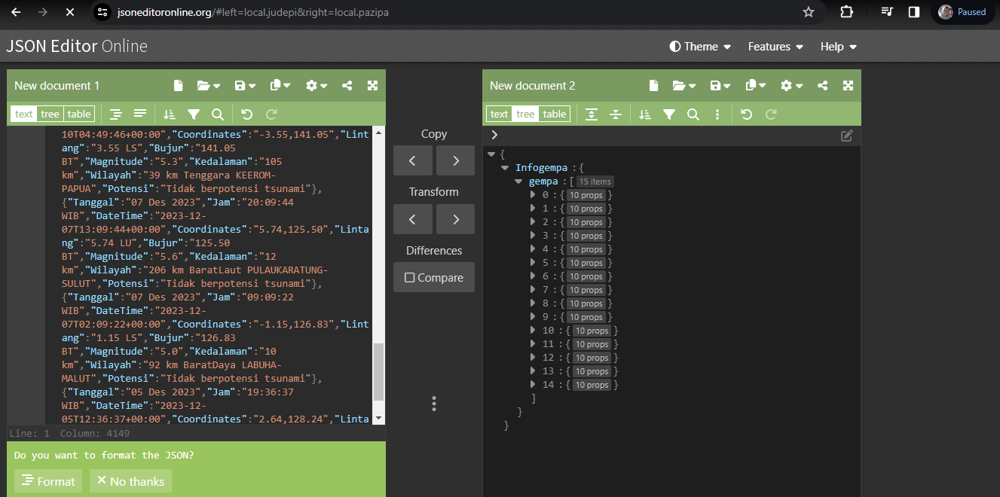 jsoneditoronline.org/#left=local.judepi&right=local.pazipa
Paused
JSON Editor Online
Theme
Features
Help
New document 1
text tree table
10T04:49:46+00:00","Coordinates":"-3.55,141.05","Lint
ang":"3.55 LS","Bujur":"141.05
BT","Magnitude":"5.3","Kedalaman":"105
km","Wilayah":"39 km Tenggara KEEROM-
PAPUA","Potensi":"Tidak berpotensi tsunami"},
{"Tanggal":"07 Des 2023","Jam":"20:09:44
WIB","DateTime":"2023-12-
07T13:09:44+00:00","Coordinates":"5.74,125.50","Linta
ng":"5.74 LU","Bujur":"125.50
BT","Magnitude":"5.6","Kedalaman":"12
km","Wilayah":"206 km BaratLaut PULAUKARATUNG-
SULUT","Potensi":"Tidak berpotensi tsunami"},
{"Tanggal":"07 Des 2023","Jam":"09:09:22
WIB","DateTime":"2023-12-
07T02:09:22+00:00","Coordinates":"-1.15,126.83","Lint
ang":"1.15 LS","Bujur":"126.83
BT","Magnitude":"5.0","Kedalaman":"10
km","Wilayah":"92 km BaratDaya LABUHA-
MALUT","Potensi":"Tidak berpotensi tsunami"},
{"Tanggal":"05 Des 2023","Jam":"19:36:37
WIB","DateTime":"2023-12-
05T12:36:37+00:00","Coordinates":"2.64,128.24","Linta
Line: 1 Column: 4149
Do you want to format the JSON?
Format
No thanks
Copy
Transform
Differences
Compare
New document 2
text tree table
{
Infogempa :{
gempa :[ 15 items
0 :{ 10 props }
1 :{ 10 props }
2 :{ 10 props }
3 :{ 10 props }
4 :{ 10 props }
5 :{ 10 props }
6 :{ 10 props }
7 :{ 10 props }
8 :{ 10 props }
9 :{ 10 props }
10 :{ 10 props }
11 :{ 10 props }
12 :{ 10 props }
13 :{ 10 props }
14 :{ 10 props }
]
}
}